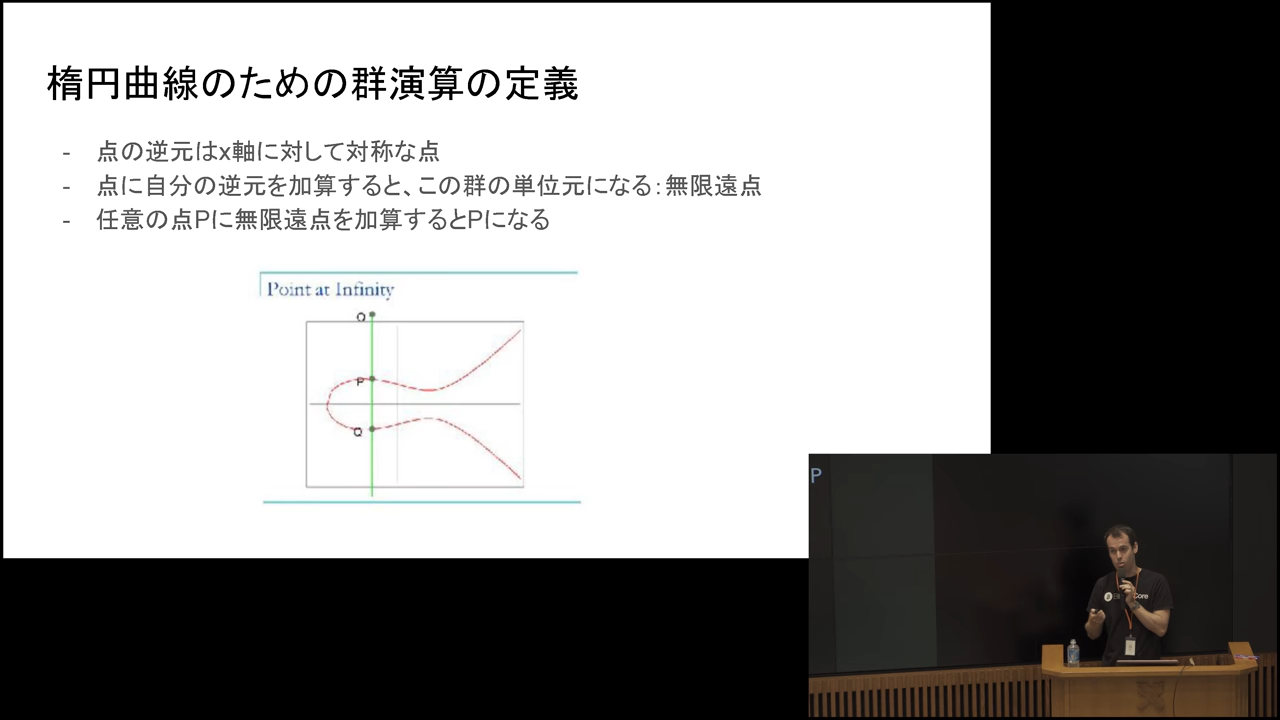 楕円曲線のための群演算の定義
- 点の逆元はx軸に対して対称な点
- 点に自分の逆元を加算すると、この群の単位元になる：無限遠点
- 任意の点Pに無限遠点を加算するとPになる
Point at Infinity
O
P
Q
P
Core